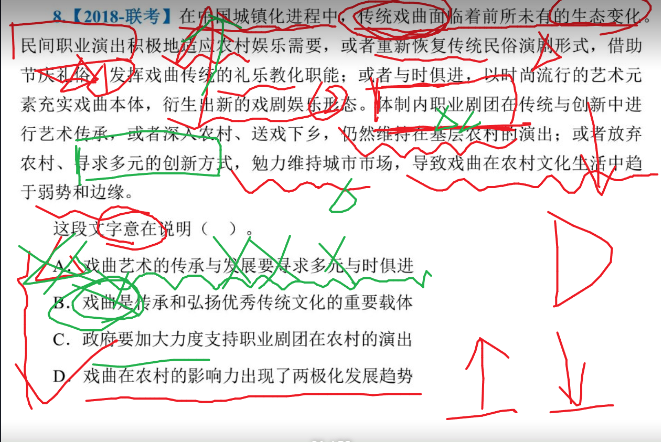 8.【2018-联考】在中国城镇化进程中，传统戏曲面临着前所未有的生态变化。
民间职业演出积极地适应农村娱乐需要，或者重新恢复传统民俗演剧形式，借助
节庆礼俗，发挥戏曲传统的礼乐教化职能；或者与时俱进，以时尚流行的艺术元
素充实戏曲本体，衍生出新的戏剧娱乐形态。体制内职业剧团在传统与创新中进
行艺术传承，或者深入农村、送戏下乡，仍然维持在基层农村的演出；或者放弃
农村、寻求多元的创新方式，勉力维持城市市场，导致戏曲在农村文化生活中趋
于弱势和边缘。
这段文字意在说明（ ）。
A．戏曲艺术的传承与发展要寻求多元与时俱进
B．戏曲是传承和弘扬优秀传统文化的重要载体
C．政府要加大力度支持职业剧团在农村的演出
D．戏曲在农村的影响力出现了两极化发展趋势